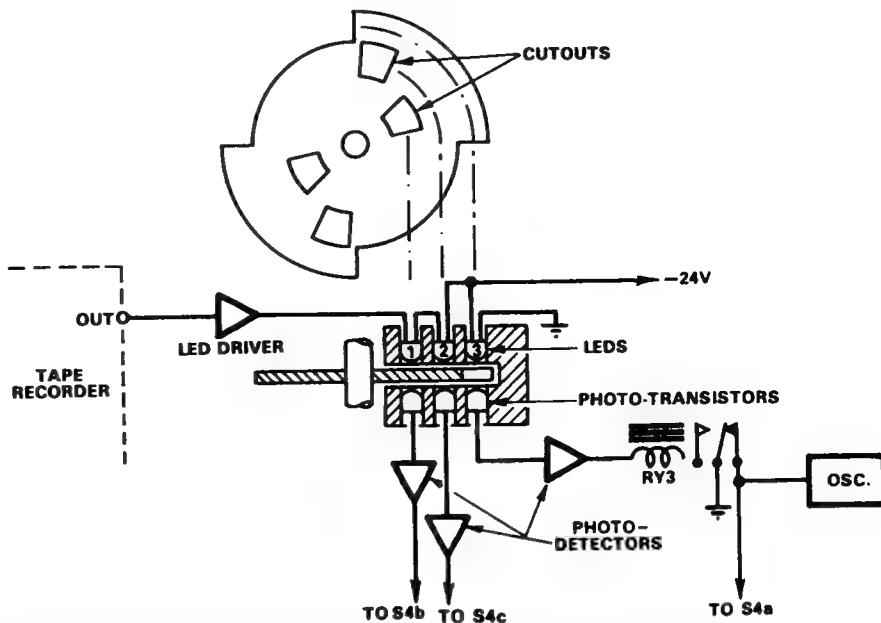 CUTOUTS
−24V
OUT
LED DRIVER
1 2 3
LEDS
TAPE
RECORDER
PHOTO-TRANSISTORS
RY3
OSC.
PHOTO-
DETECTORS
TO S4b TO S4c
TO S4a